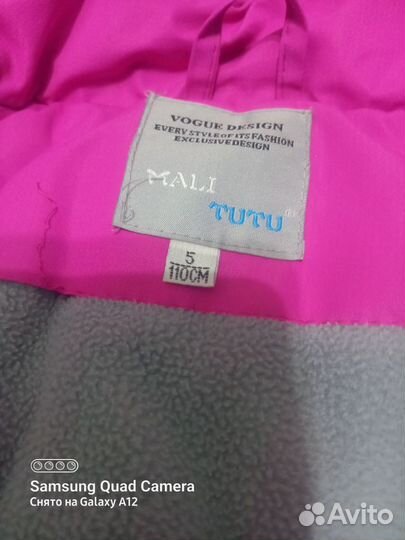 VOGUE DESIGN
EVERY STYLE OF ITS FASHION
EXCLUSIVE DESIGN
MALI
TUTU®
5
110CM
Samsung Quad Camera
Снято на Galaxy A12
Avito